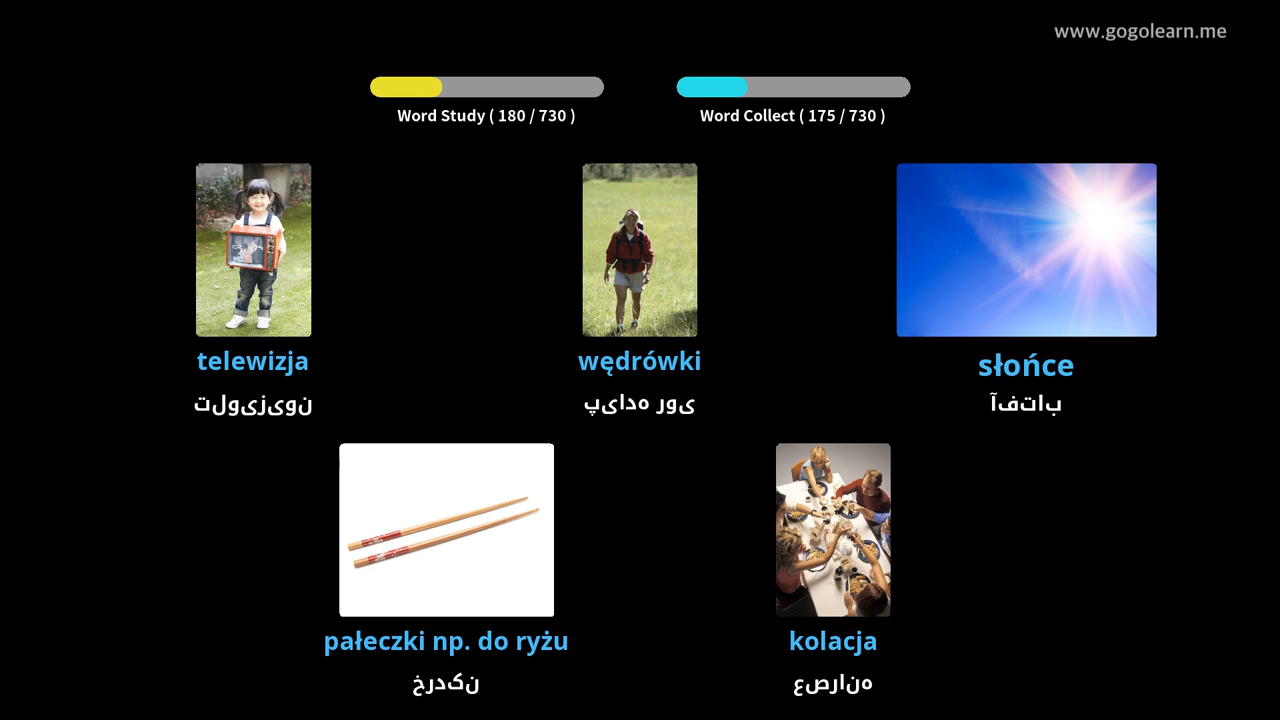 www.gogolearn.me
Word Study ( 180 / 730 )
Word Collect ( 175 / 730 )
telewizja
تلویزیون
wędrówki
پیاده روی
słońce
آفتاب
pałeczki np. do ryżu
خردکن
kolacja
عصرانه